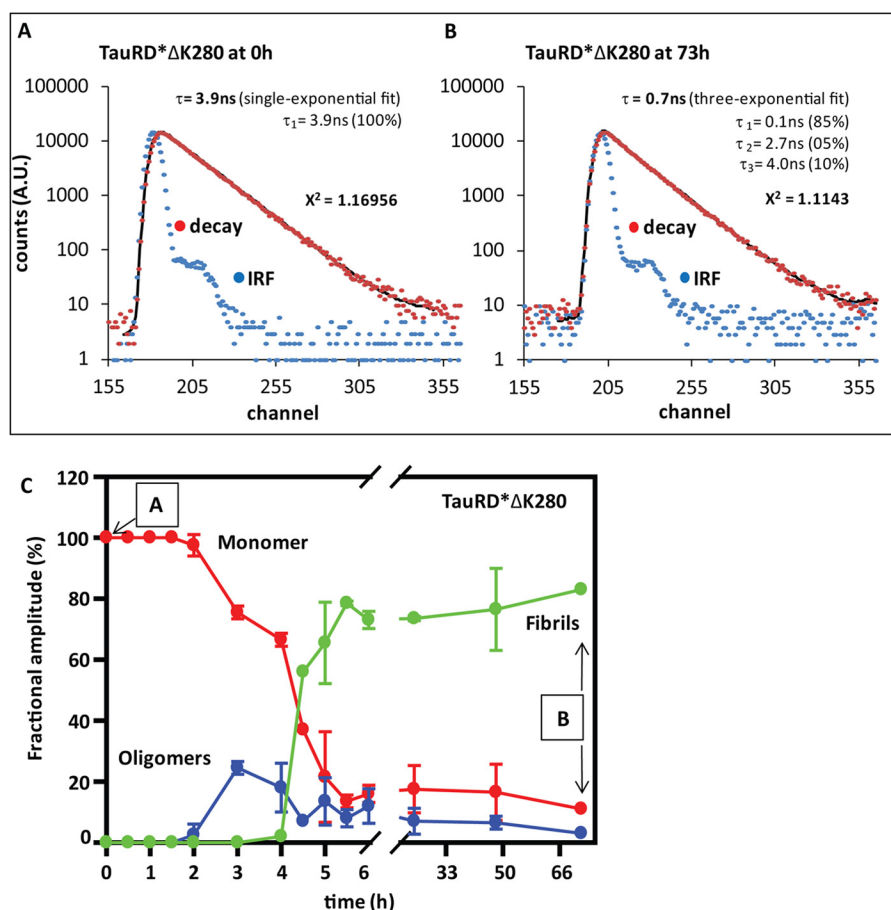 A
TauRD*ΔK280 at 0h
100000
10000
1000
100
10
1
counts (A.U.)
τ = 3.9ns (single-exponential fit)
τ1= 3.9ns (100%)
X2 = 1.16956
decay
IRF
155 205 255 305 355
channel
B
TauRD*ΔK280 at 73h
100000
10000
1000
100
10
1
τ = 0.7ns (three-exponential fit)
τ1= 0.1ns (85%)
τ2= 2.7ns (05%)
τ3= 4.0ns (10%)
X2 = 1.1143
decay
IRF
155 205 255 305 355
channel
C
TauRD*ΔK280
120
100
80
60
40
20
0
Fractional amplitude (%)
A
Monomer
Fibrils
B
Oligomers
0 1 2 3 4 5 6 33 50 66
time (h)